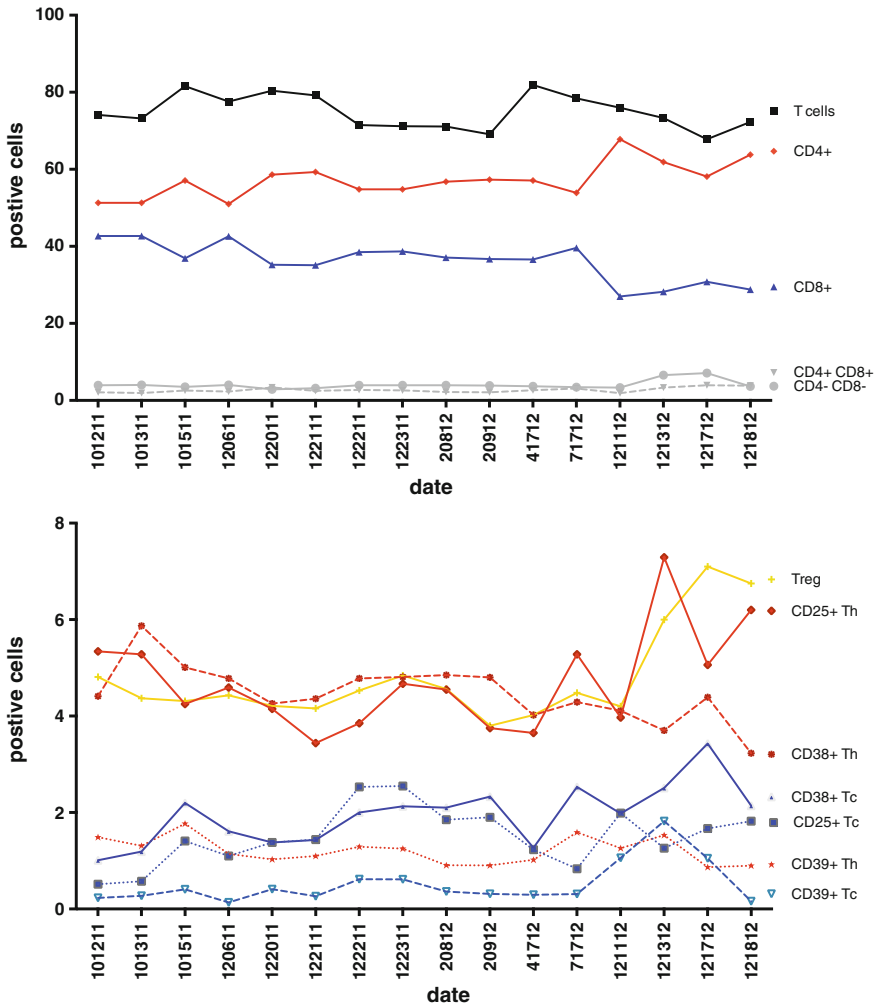 100
80
60
40
20
0
postive cells
T cells
CD4+
CD8+
CD4+ CD8+
CD4- CD8-
101211
101311
101511
120611
122011
122111
122211
122311
20812
20912
41712
71712
121112
121312
121712
121812
date
8
6
4
2
0
postive cells
Treg
CD25+ Th
CD38+ Th
CD38+ Tc
CD25+ Tc
CD39+ Th
CD39+ Tc
101211
101311
101511
120611
122011
122111
122211
122311
20812
20912
41712
71712
121112
121312
121712
121812
date